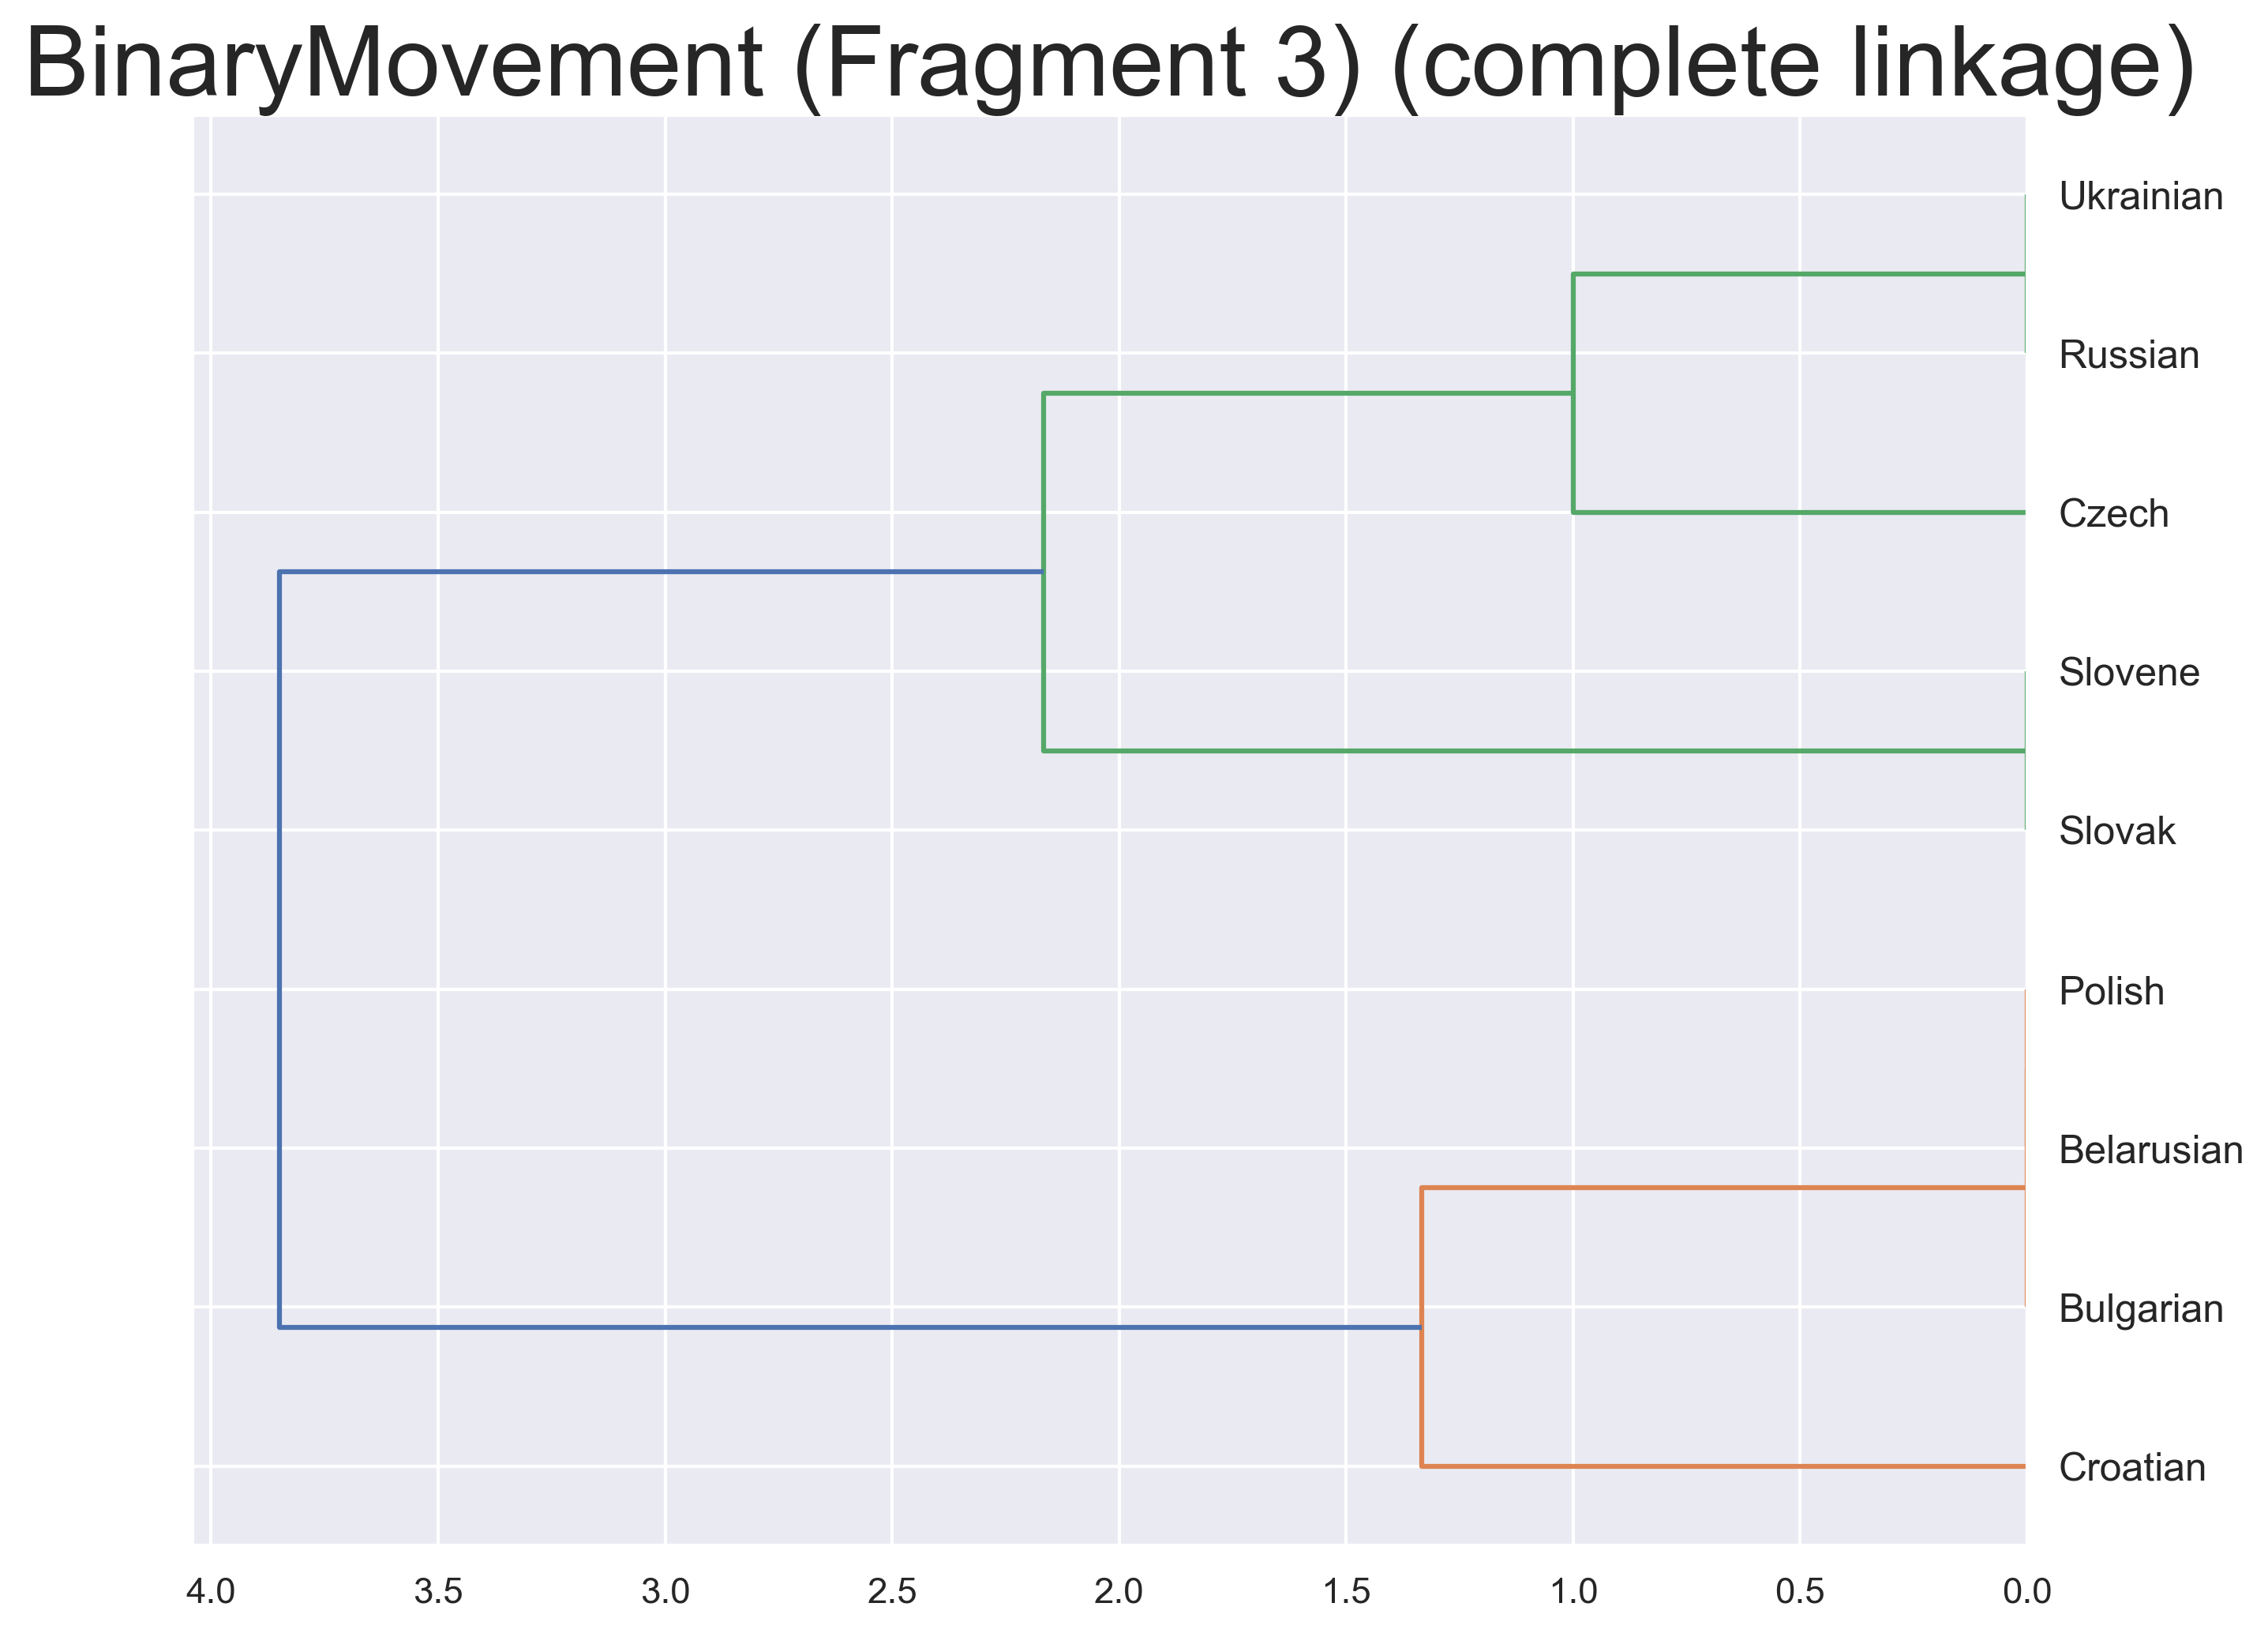 BinaryMovement (Fragment 3) (complete linkage)
Ukrainian
Russian
Czech
Slovene
Slovak
Polish
Belarusian
Bulgarian
Croatian
4.0 3.5 3.0 2.5 2.0 1.5 1.0 0.5 0.0